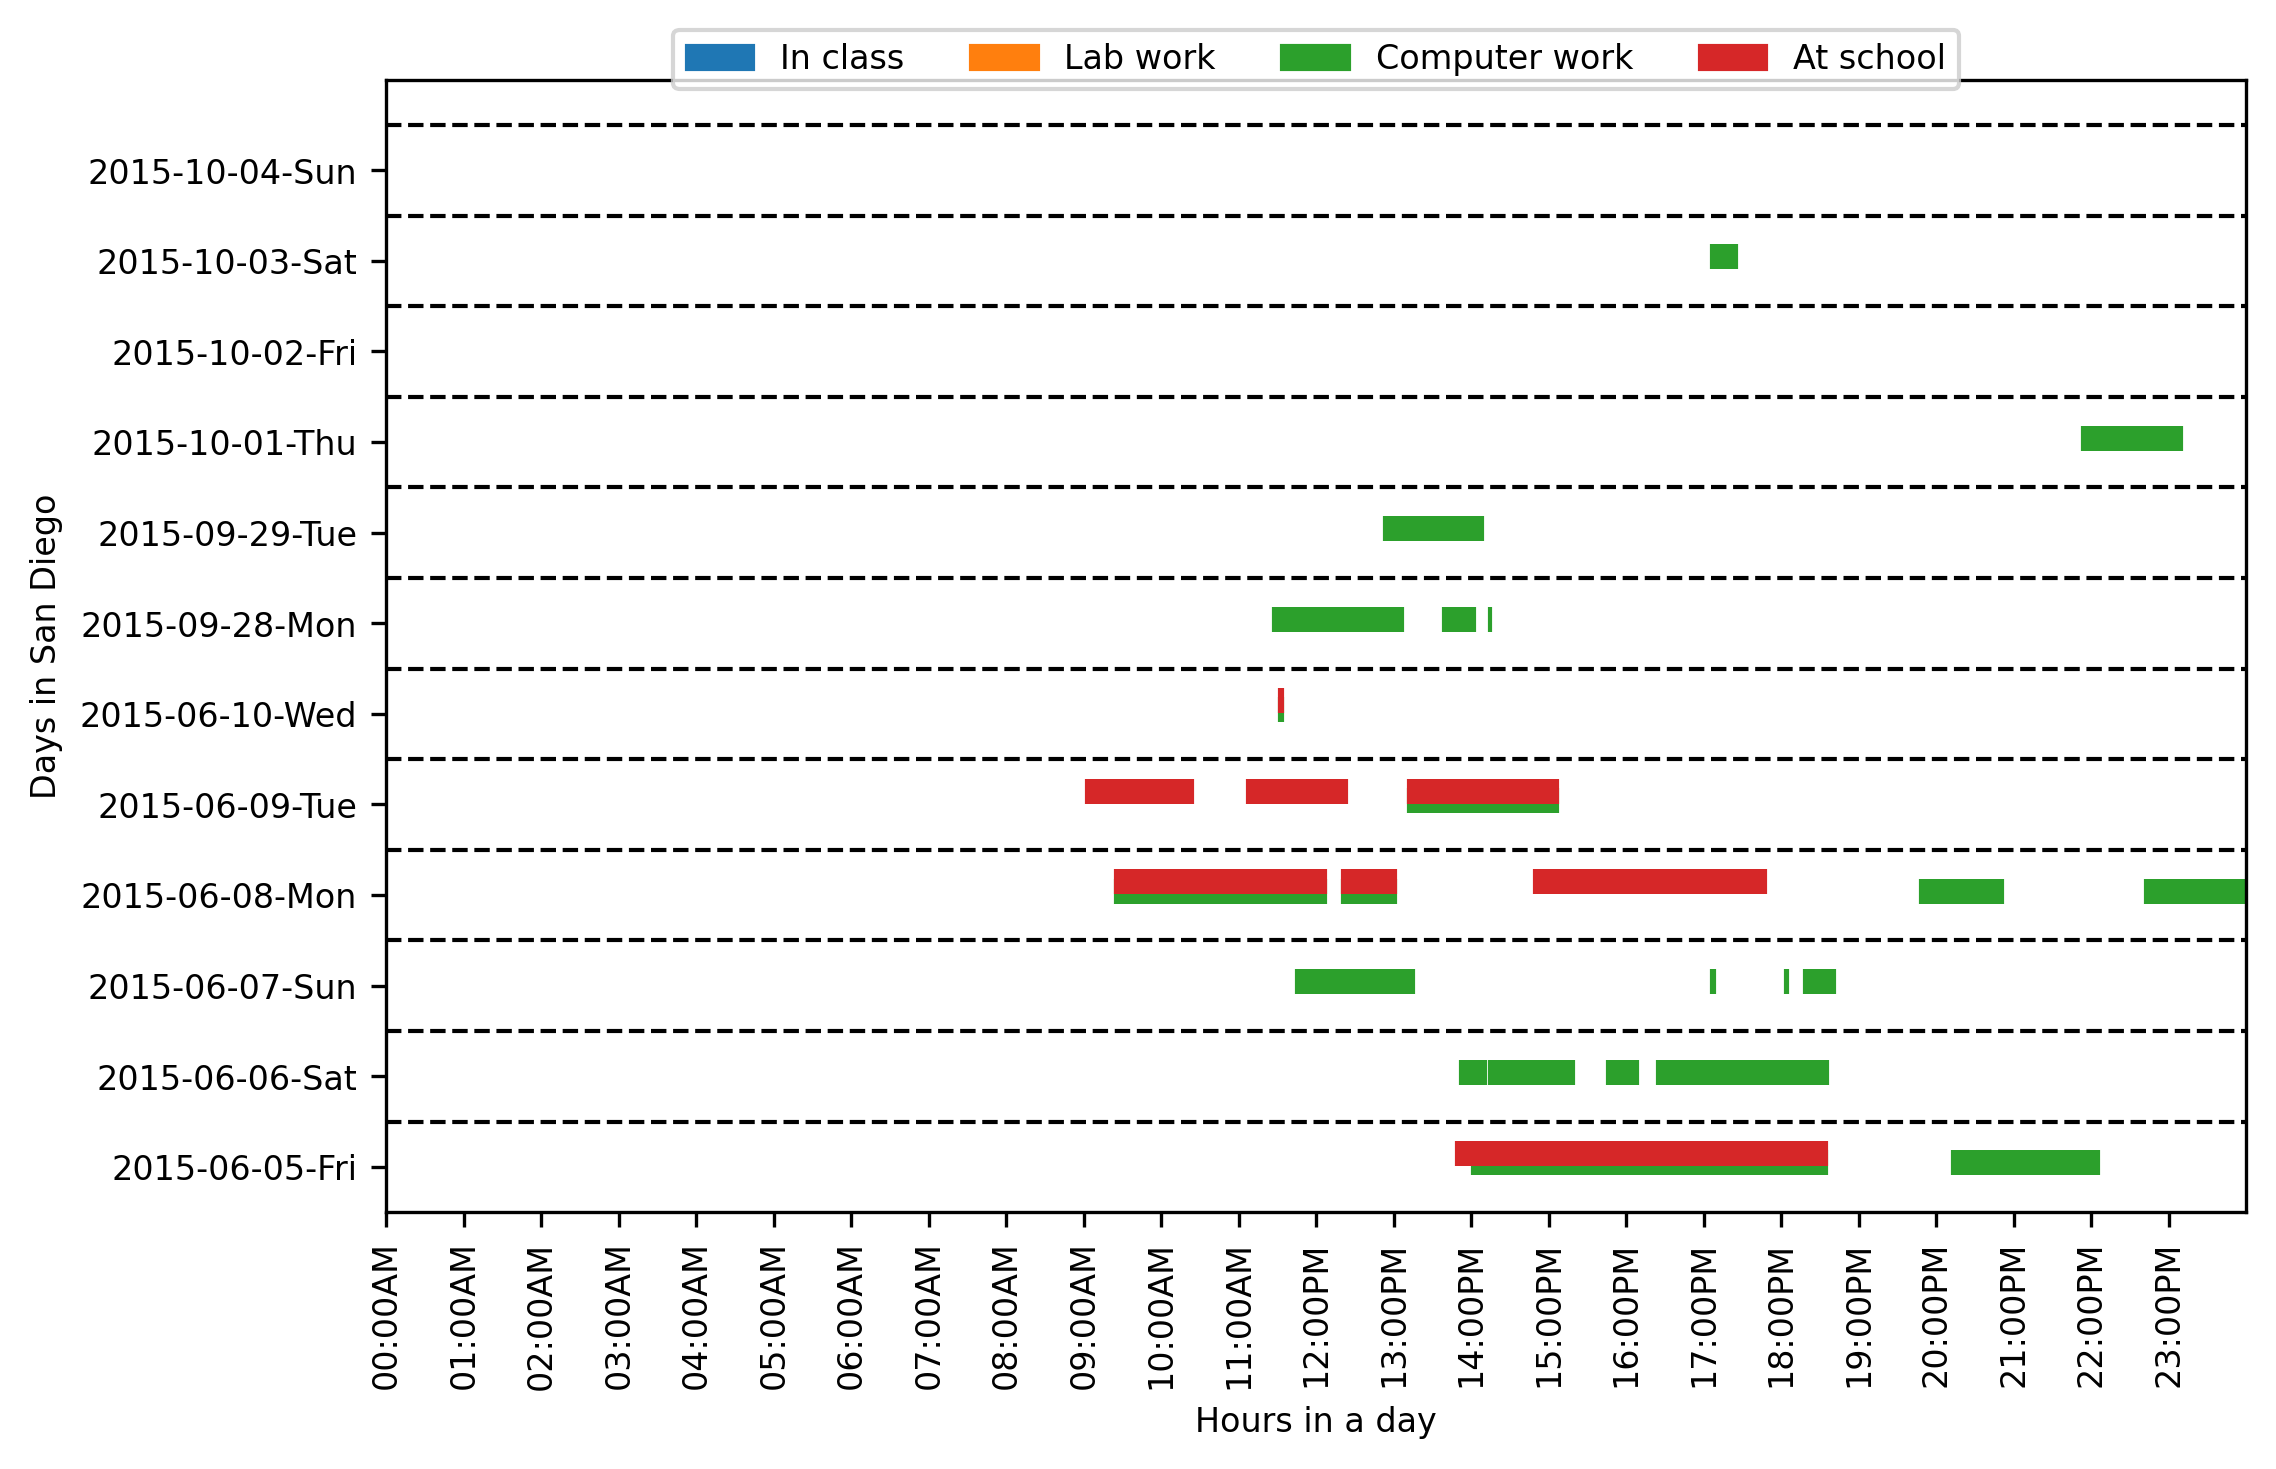 In class Lab work Computer work At school
2015-10-04-Sun
2015-10-03-Sat
2015-10-02-Fri
2015-10-01-Thu
2015-09-29-Tue
2015-09-28-Mon
2015-06-10-Wed
2015-06-09-Tue
2015-06-08-Mon
2015-06-07-Sun
2015-06-06-Sat
2015-06-05-Fri
Days in San Diego
00:00AM
01:00AM
02:00AM
03:00AM
04:00AM
05:00AM
06:00AM
07:00AM
08:00AM
09:00AM
10:00AM
11:00AM
12:00PM
13:00PM
14:00PM
15:00PM
16:00PM
17:00PM
18:00PM
19:00PM
20:00PM
21:00PM
22:00PM
23:00PM
Hours in a day